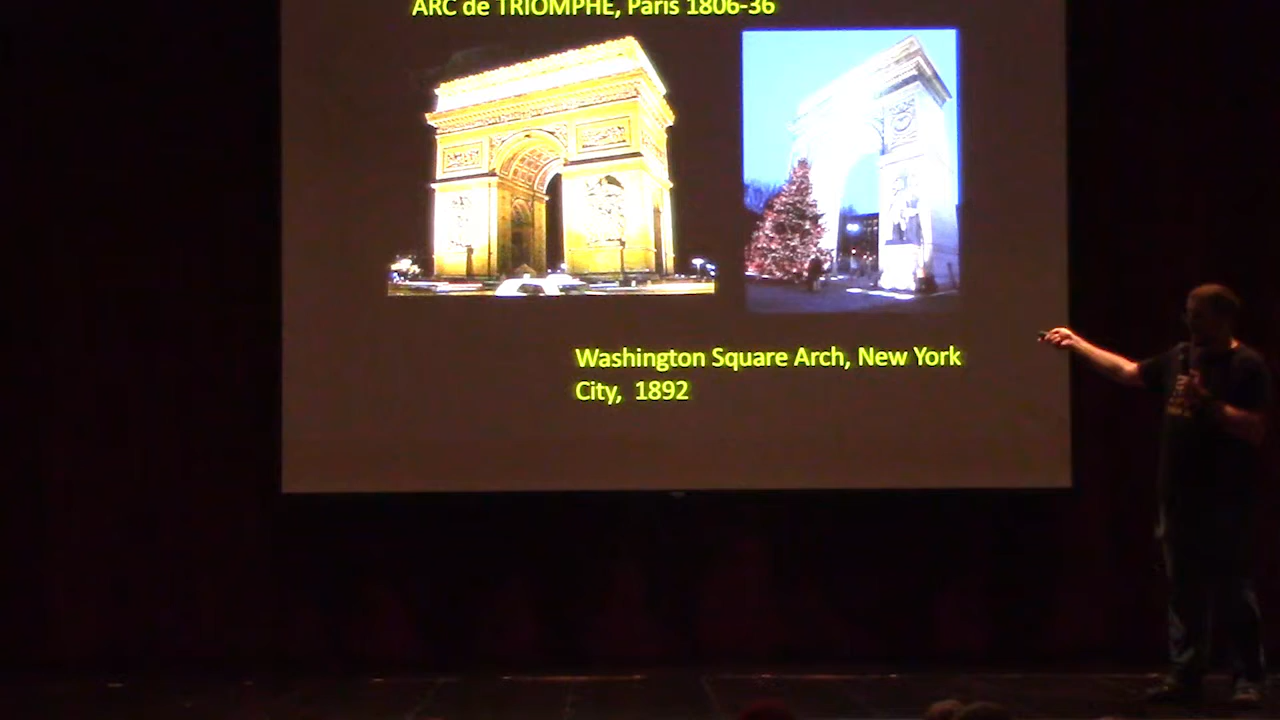 ARC de TRIOMPHE, Paris 1806-36
Washington Square Arch, New York
City, 1892